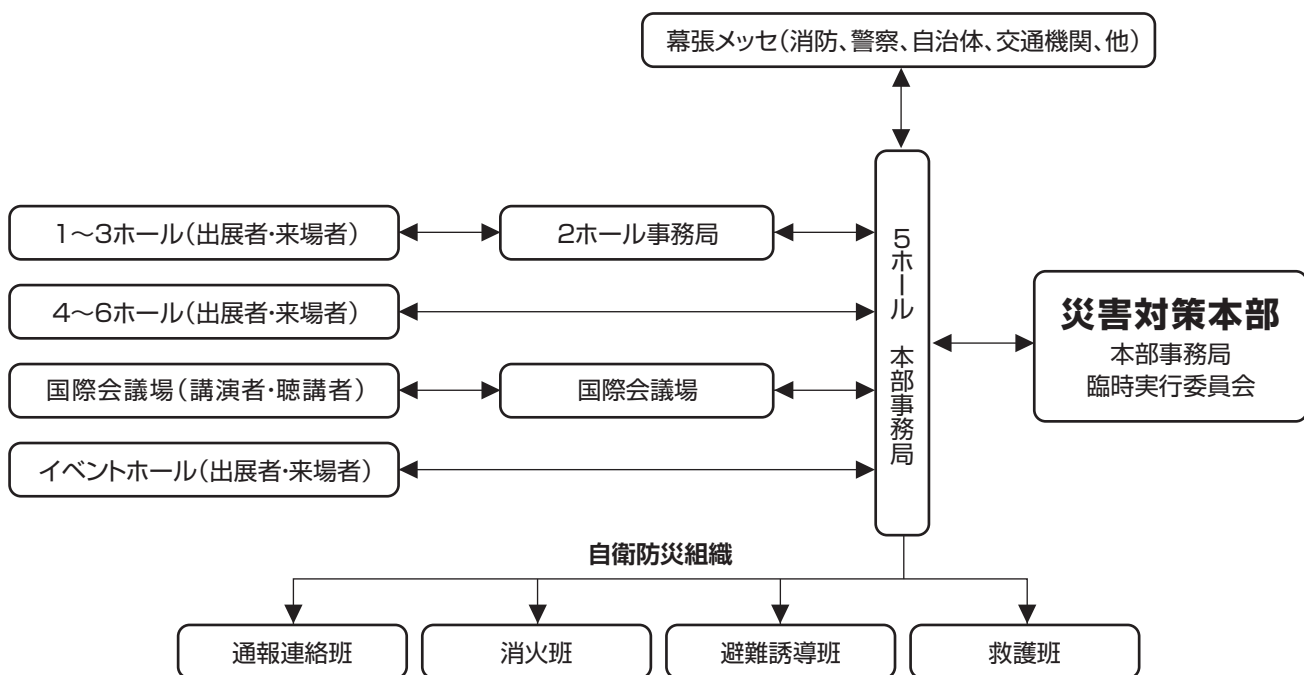 幕張メッセ(消防、警察、自治体、交通機関、他)
1〜3ホール(出展者・来場者)
2ホール事務局
4〜6ホール(出展者・来場者)
国際会議場(講演者・聴講者)
国際会議場
イベントホール(出展者・来場者)
5ホール 本部事務局
災害対策本部
本部事務局
臨時実行委員会
自衛防災組織
通報連絡班
消火班
避難誘導班
救護班